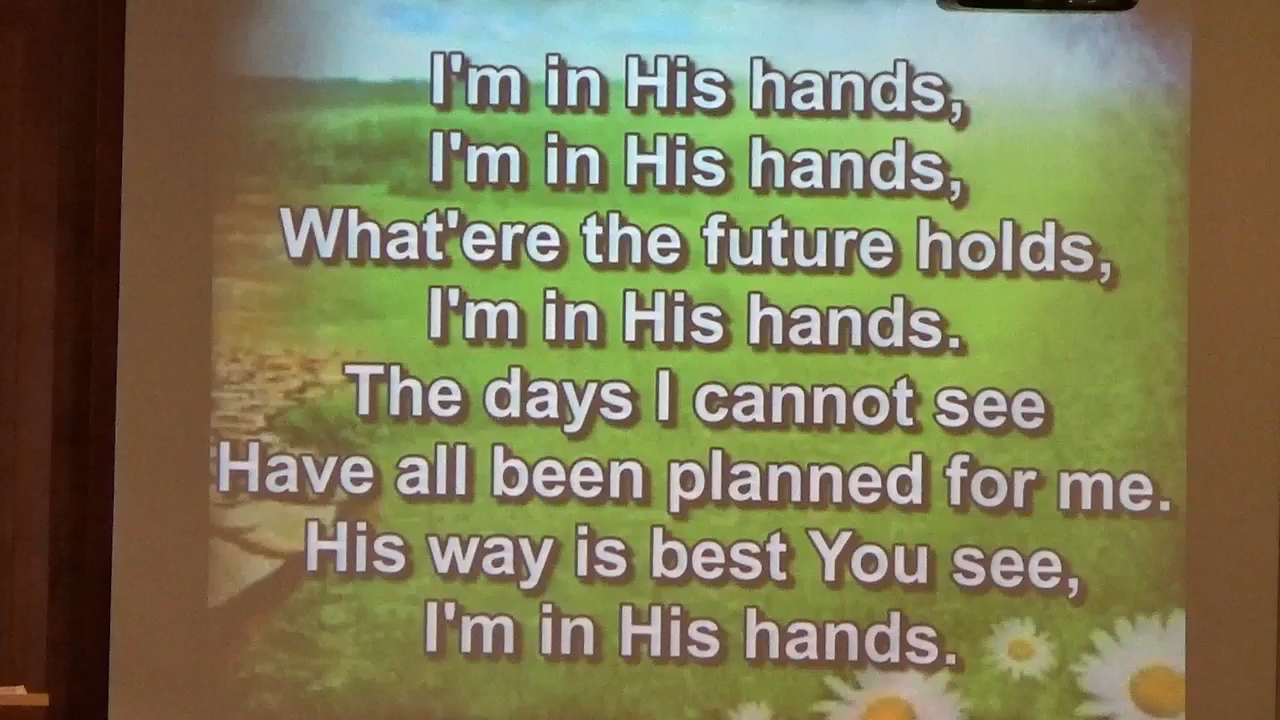 I'm in His hands,
I'm in His hands,
What'ere the future holds,
I'm in His hands.
The days I cannot see
Have all been planned for me.
His way is best You see,
I'm in His hands.